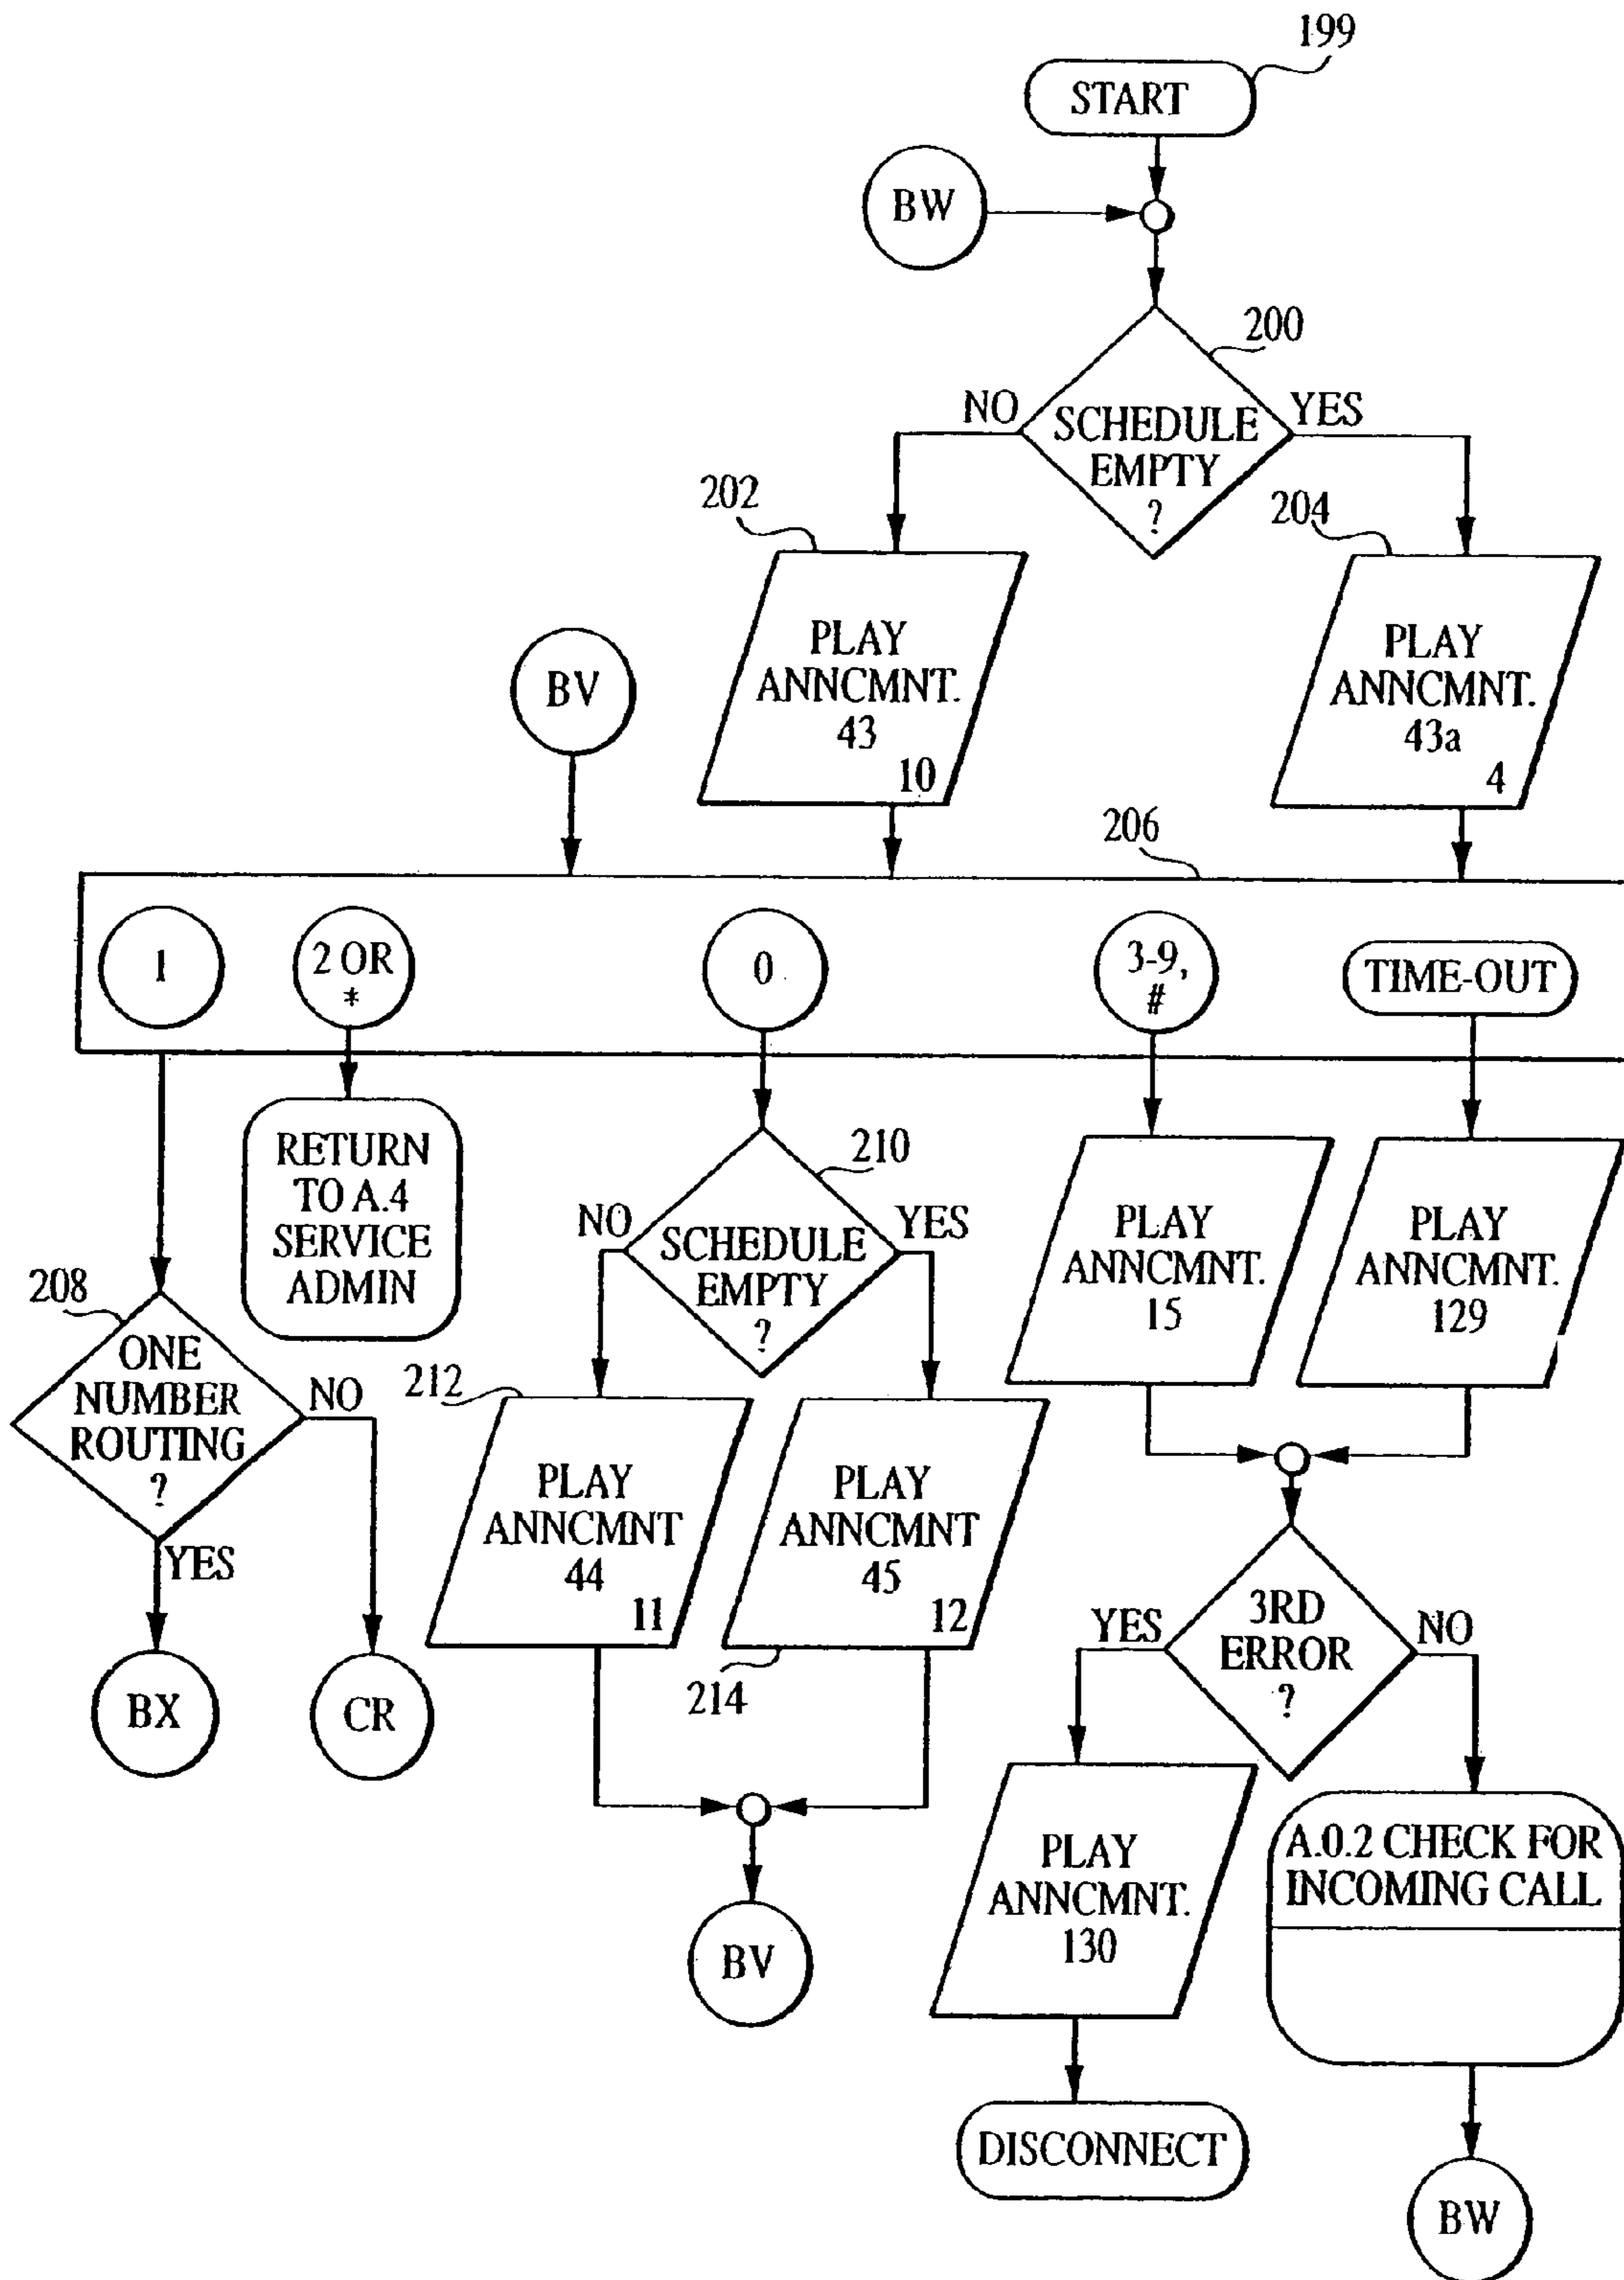 199
START
BW
200
NO
YES
SCHEDULE
EMPTY
?
202
204
PLAY
ANNCMNT.
43
10
PLAY
ANNCMNT.
43a
4
BV
206
1
2 OR
*
0
3-9,
#
TIME-OUT
RETURN
TO A.4
SERVICE
ADMIN
210
NO
YES
SCHEDULE
EMPTY
?
PLAY
ANNCMNT.
15
PLAY
ANNCMNT.
129
208
ONE
NUMBER
ROUTING
?
NO
YES
212
PLAY
ANNCMNT
44
11
PLAY
ANNCMNT
45
12
214
BX
CR
YES
3RD
ERROR
?
NO
BV
PLAY
ANNCMNT.
130
A.0.2 CHECK FOR
INCOMING CALL
DISCONNECT
BW